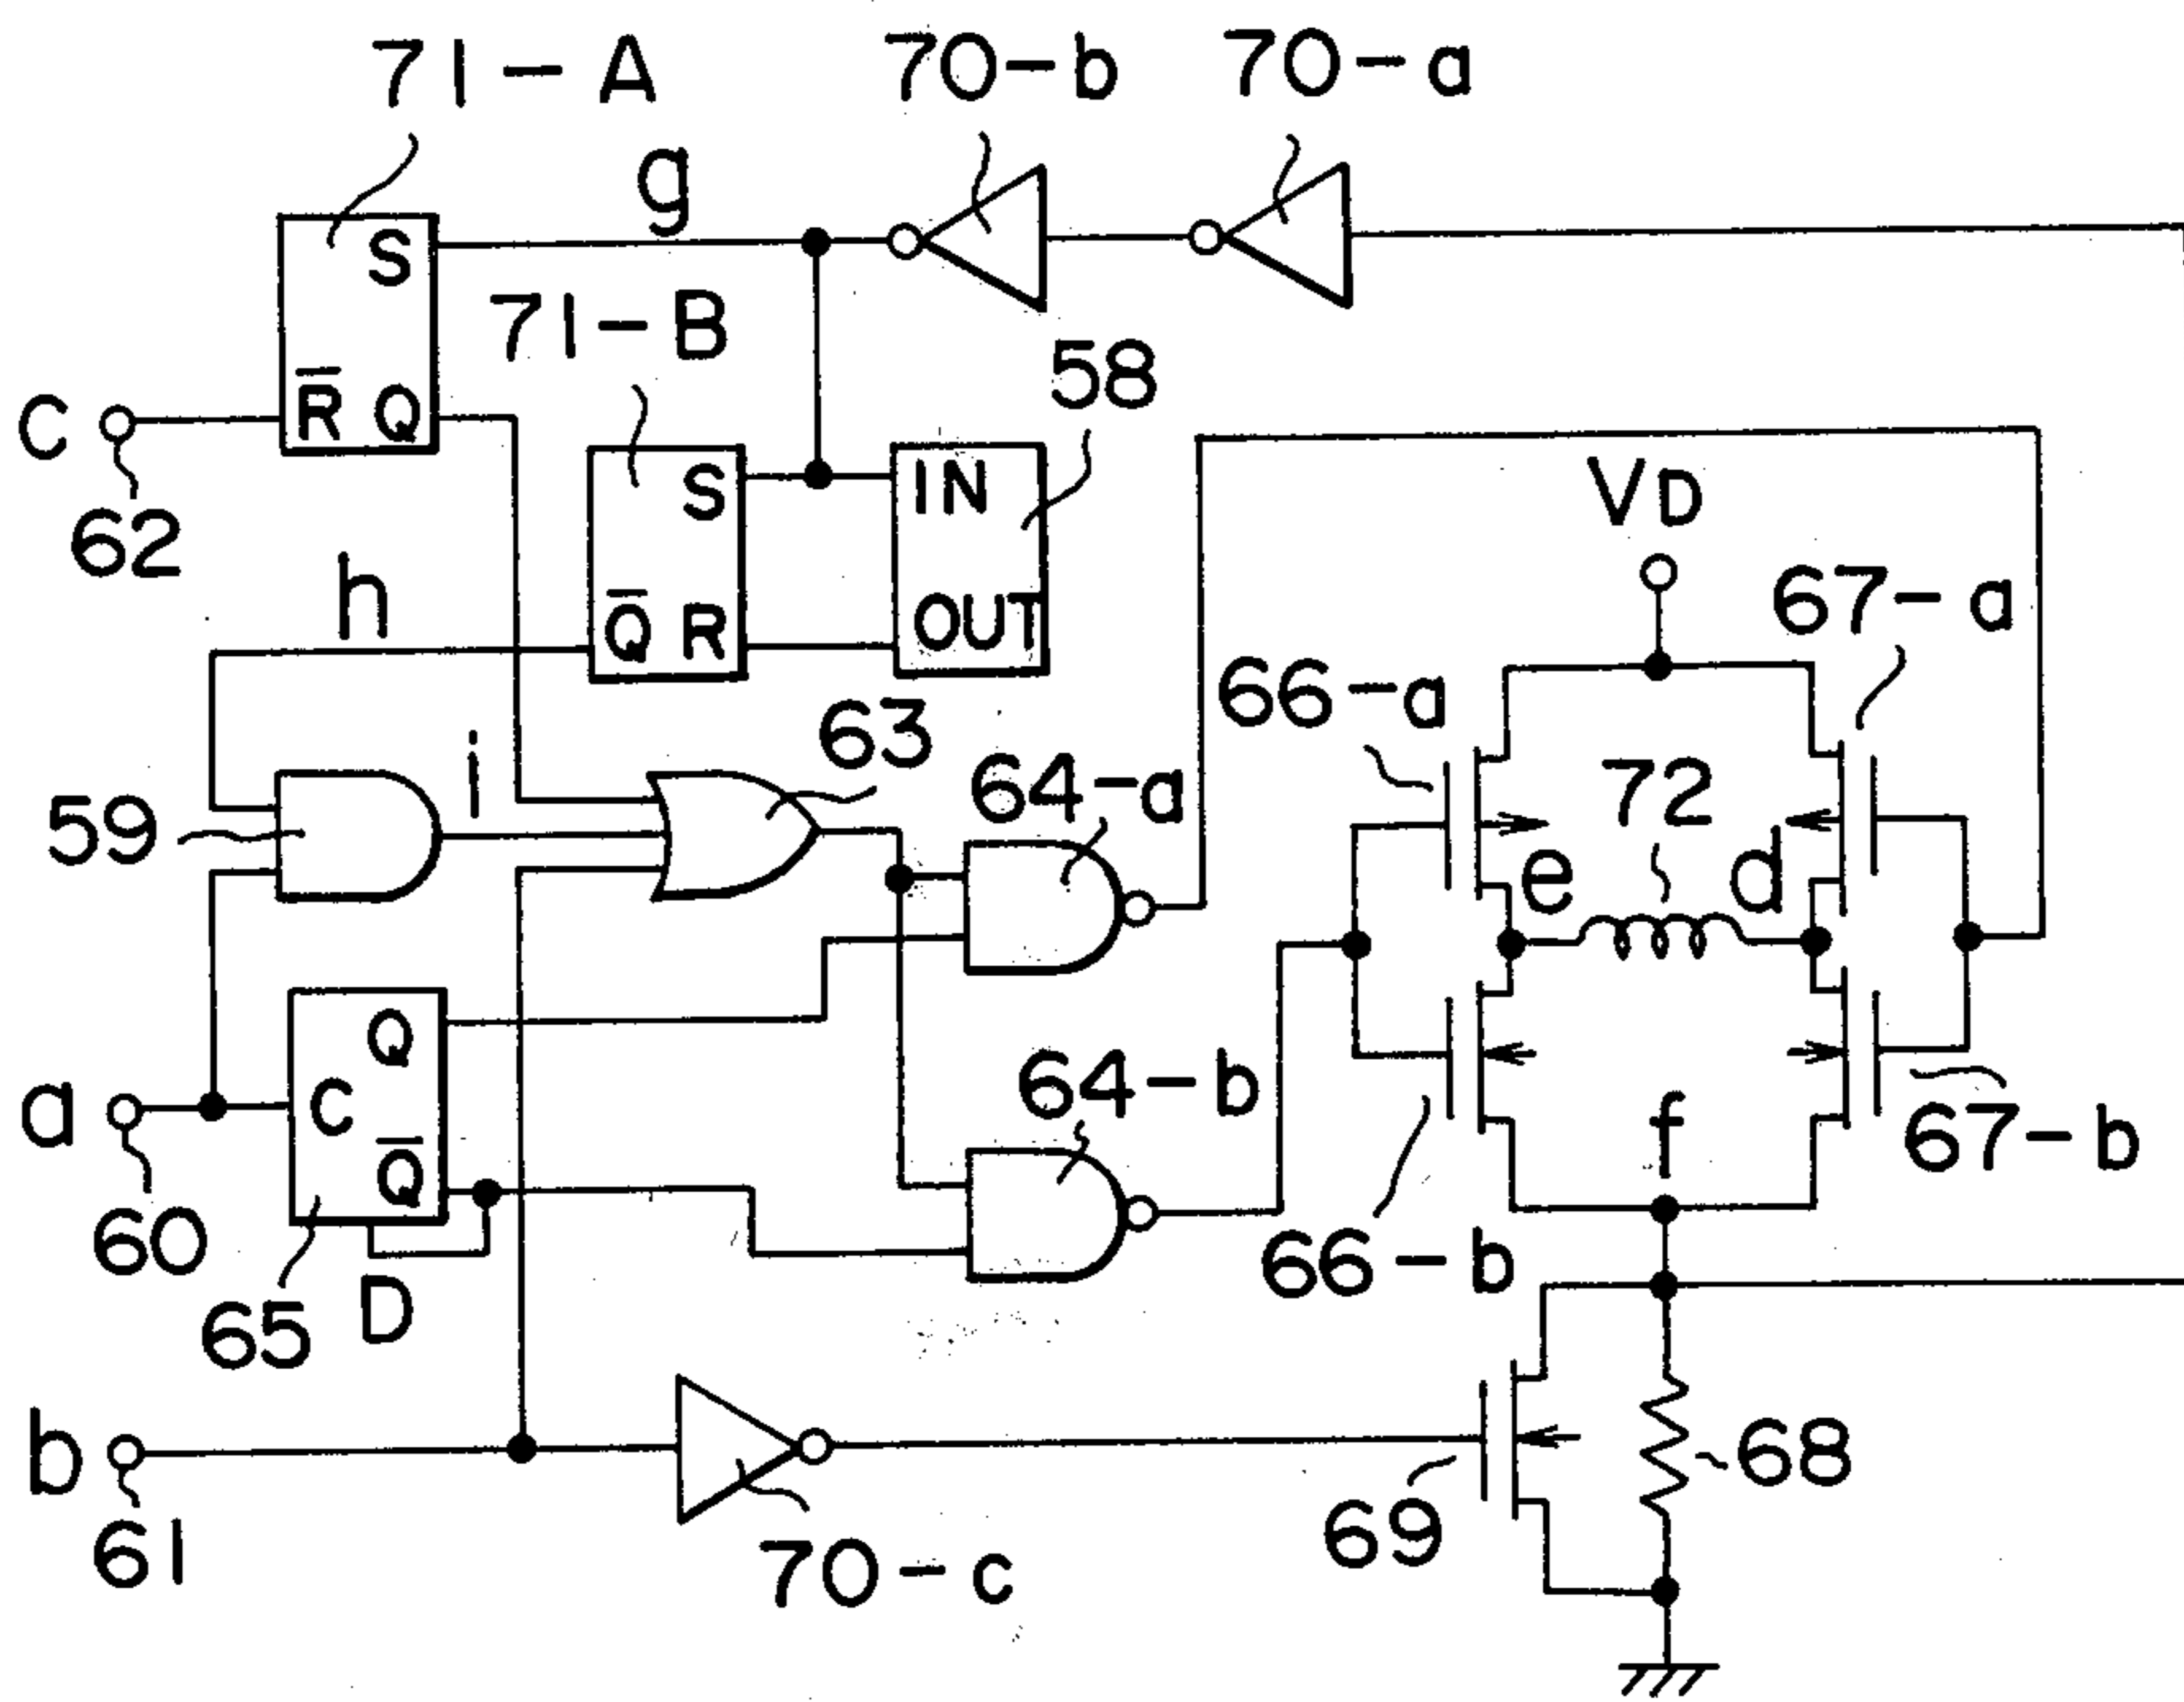 71-A
70-b
70-a
g
S
71-B
58
C
R̅ Q
S
IN
VD
62
67-a
h
Q̅ R
OUT
66-a
63
i
64-a
72
59
e
d
Q
C
64-b
a
f
67-b
Q̅
60
66-b
65
D
b
68
69
61
70-c